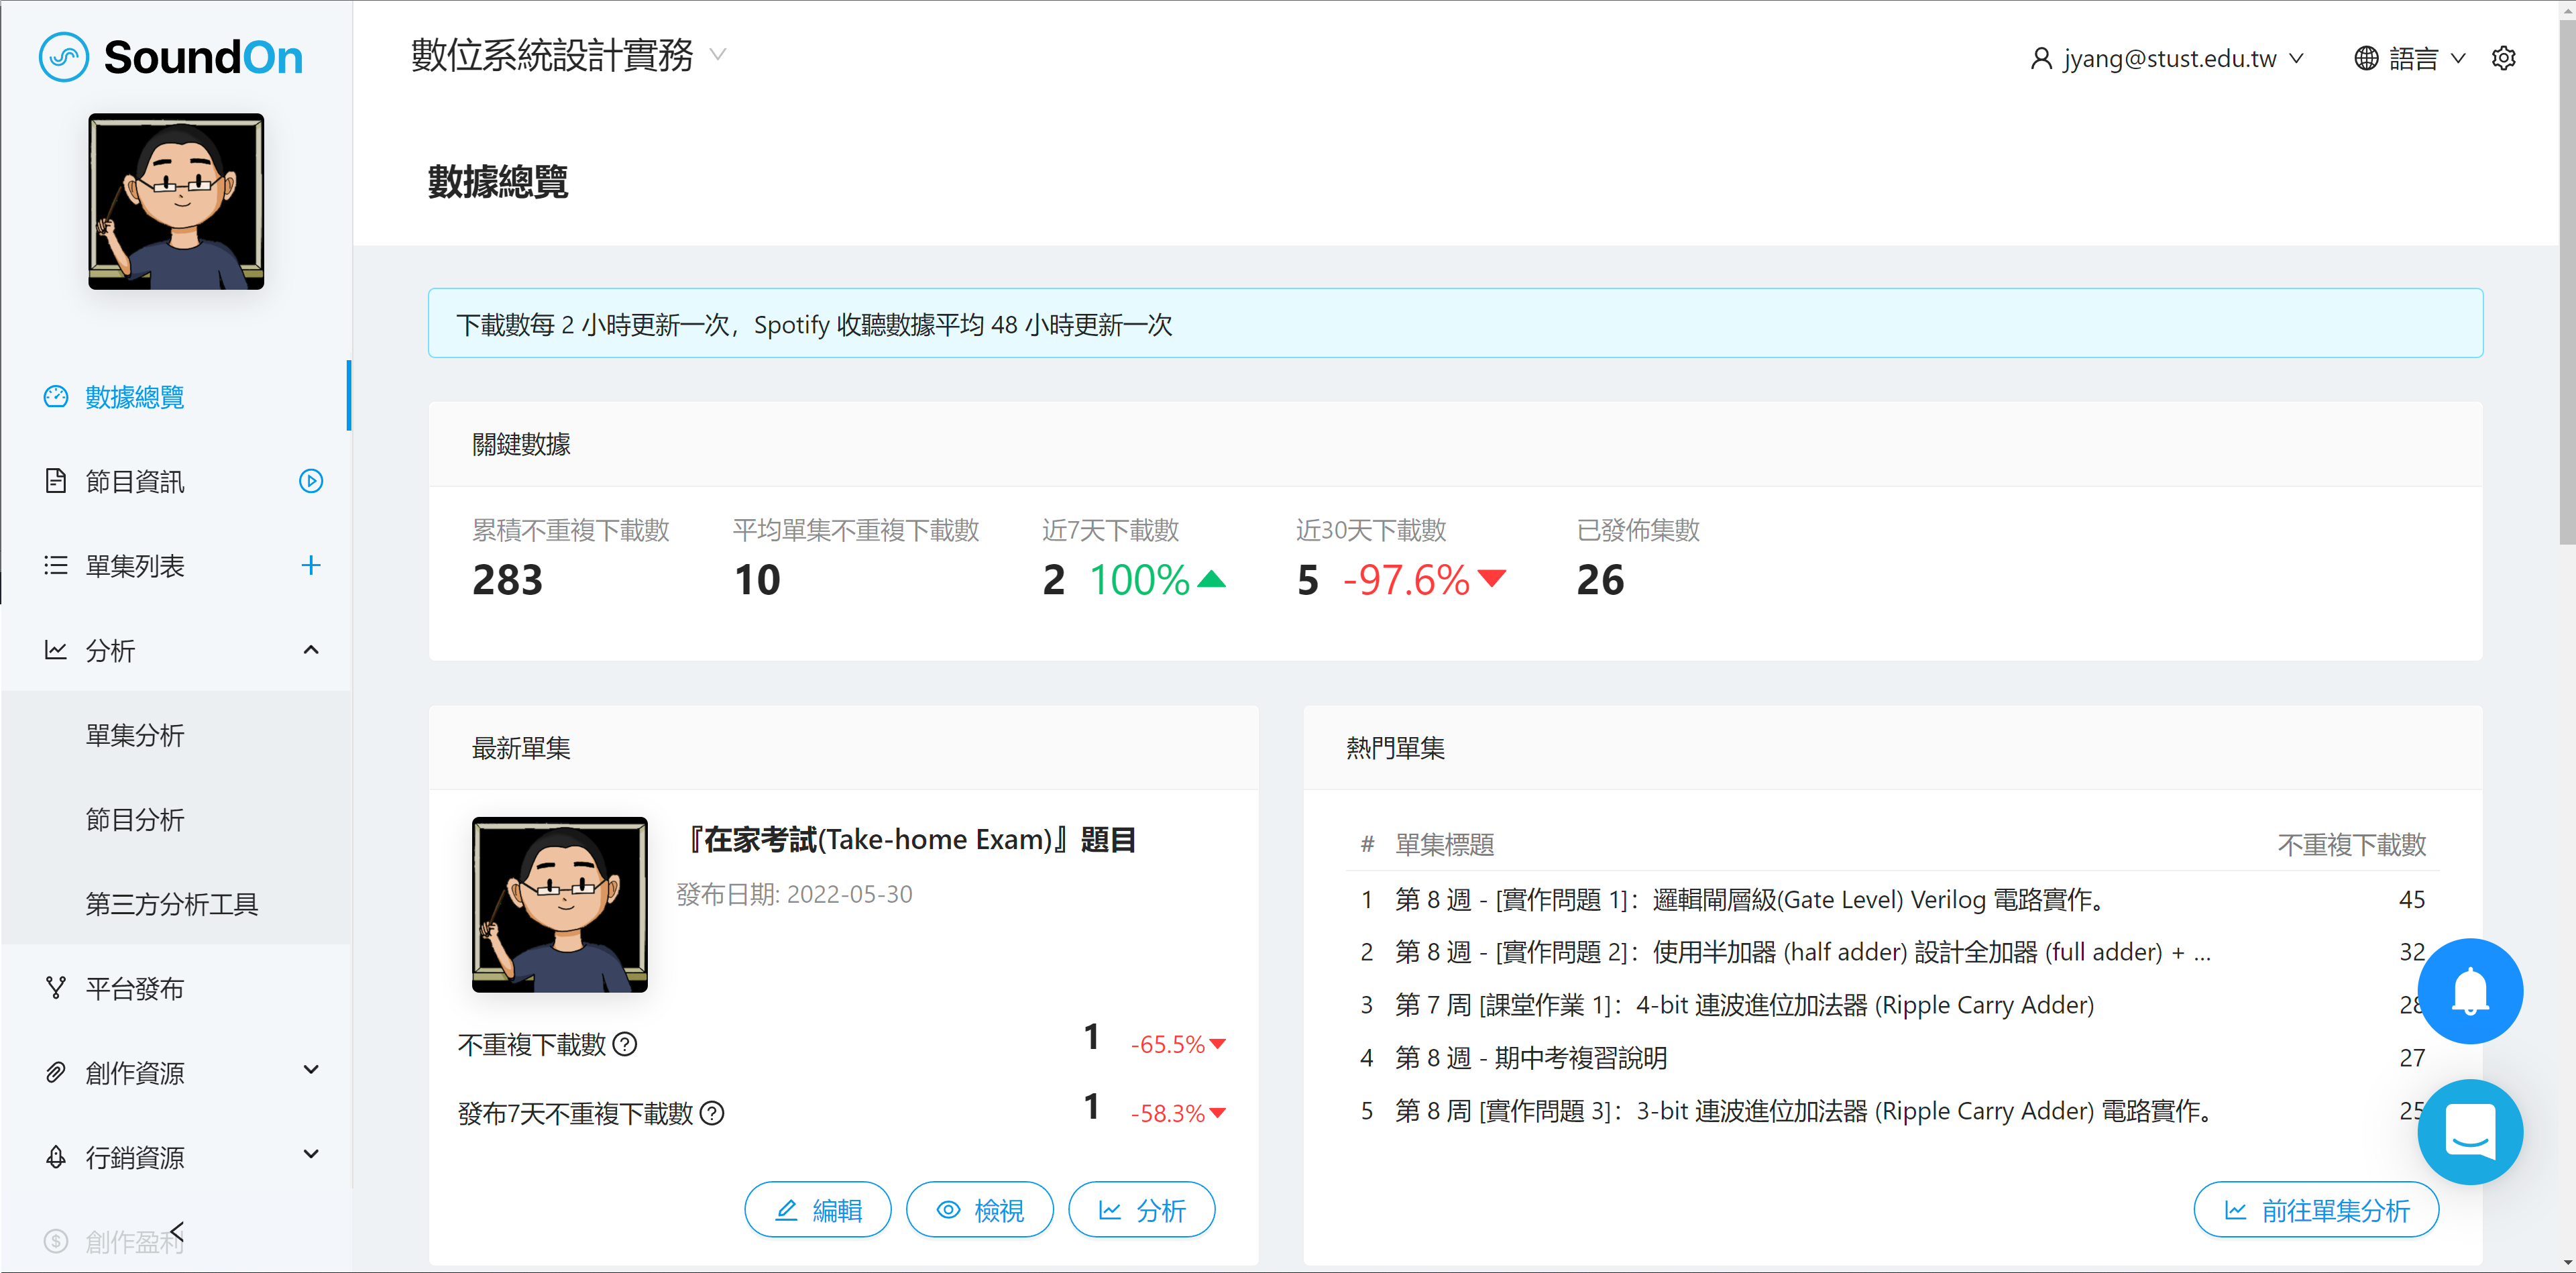 SoundOn
數位系統設計實務
jyang@stust.edu.tw
語言
數據總覽
下載數每 2 小時更新一次，Spotify 收聽數據平均 48 小時更新一次
數據總覽
節目資訊
單集列表
分析
單集分析
節目分析
第三方分析工具
平台發布
創作資源
行銷資源
創作盈利
關鍵數據
累積不重複下載數 平均單集不重複下載數 近7天下載數 近30天下載數 已發佈集數
283 10 2 100% 5 -97.6% 26
最新單集
『在家考試(Take-home Exam)』題目
發布日期: 2022-05-30
不重複下載數 1 -65.5%
發布7天不重複下載數 1 -58.3%
編輯 檢視 分析
熱門單集
# 單集標題 不重複下載數
1 第 8 週 - [實作問題 1]：邏輯閘層級(Gate Level) Verilog 電路實作。 45
2 第 8 週 - [實作問題 2]：使用半加器 (half adder) 設計全加器 (full adder) + ... 32
3 第 7 周 [課堂作業 1]：4-bit 連波進位加法器 (Ripple Carry Adder) 28
4 第 8 週 - 期中考複習說明 27
5 第 8 周 [實作問題 3]：3-bit 連波進位加法器 (Ripple Carry Adder) 電路實作。 25
前往單集分析